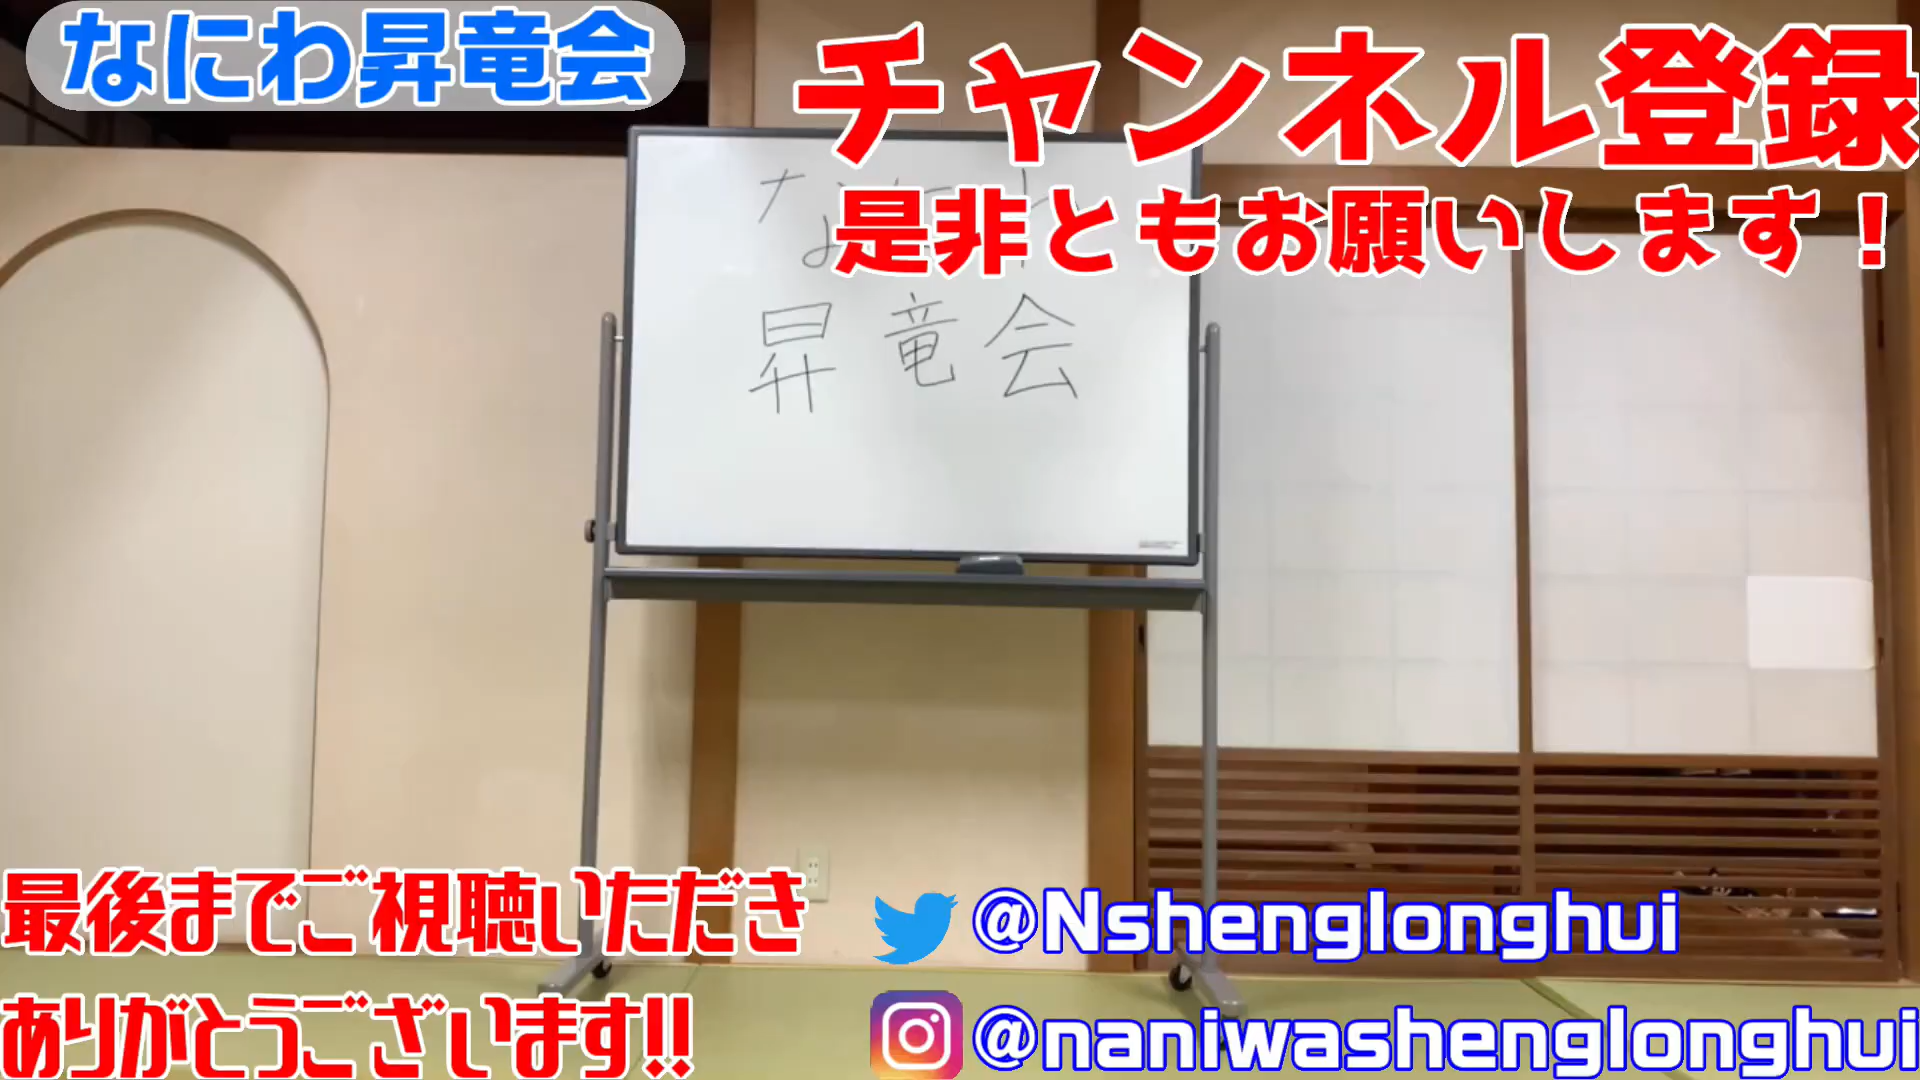 なにわ昇竜会
チャンネル登録
是非ともお願いします！
昇竜会
最後までご視聴いただき
ありがとうございます!!
@Nshenglonghui
@naniwashenglonghui